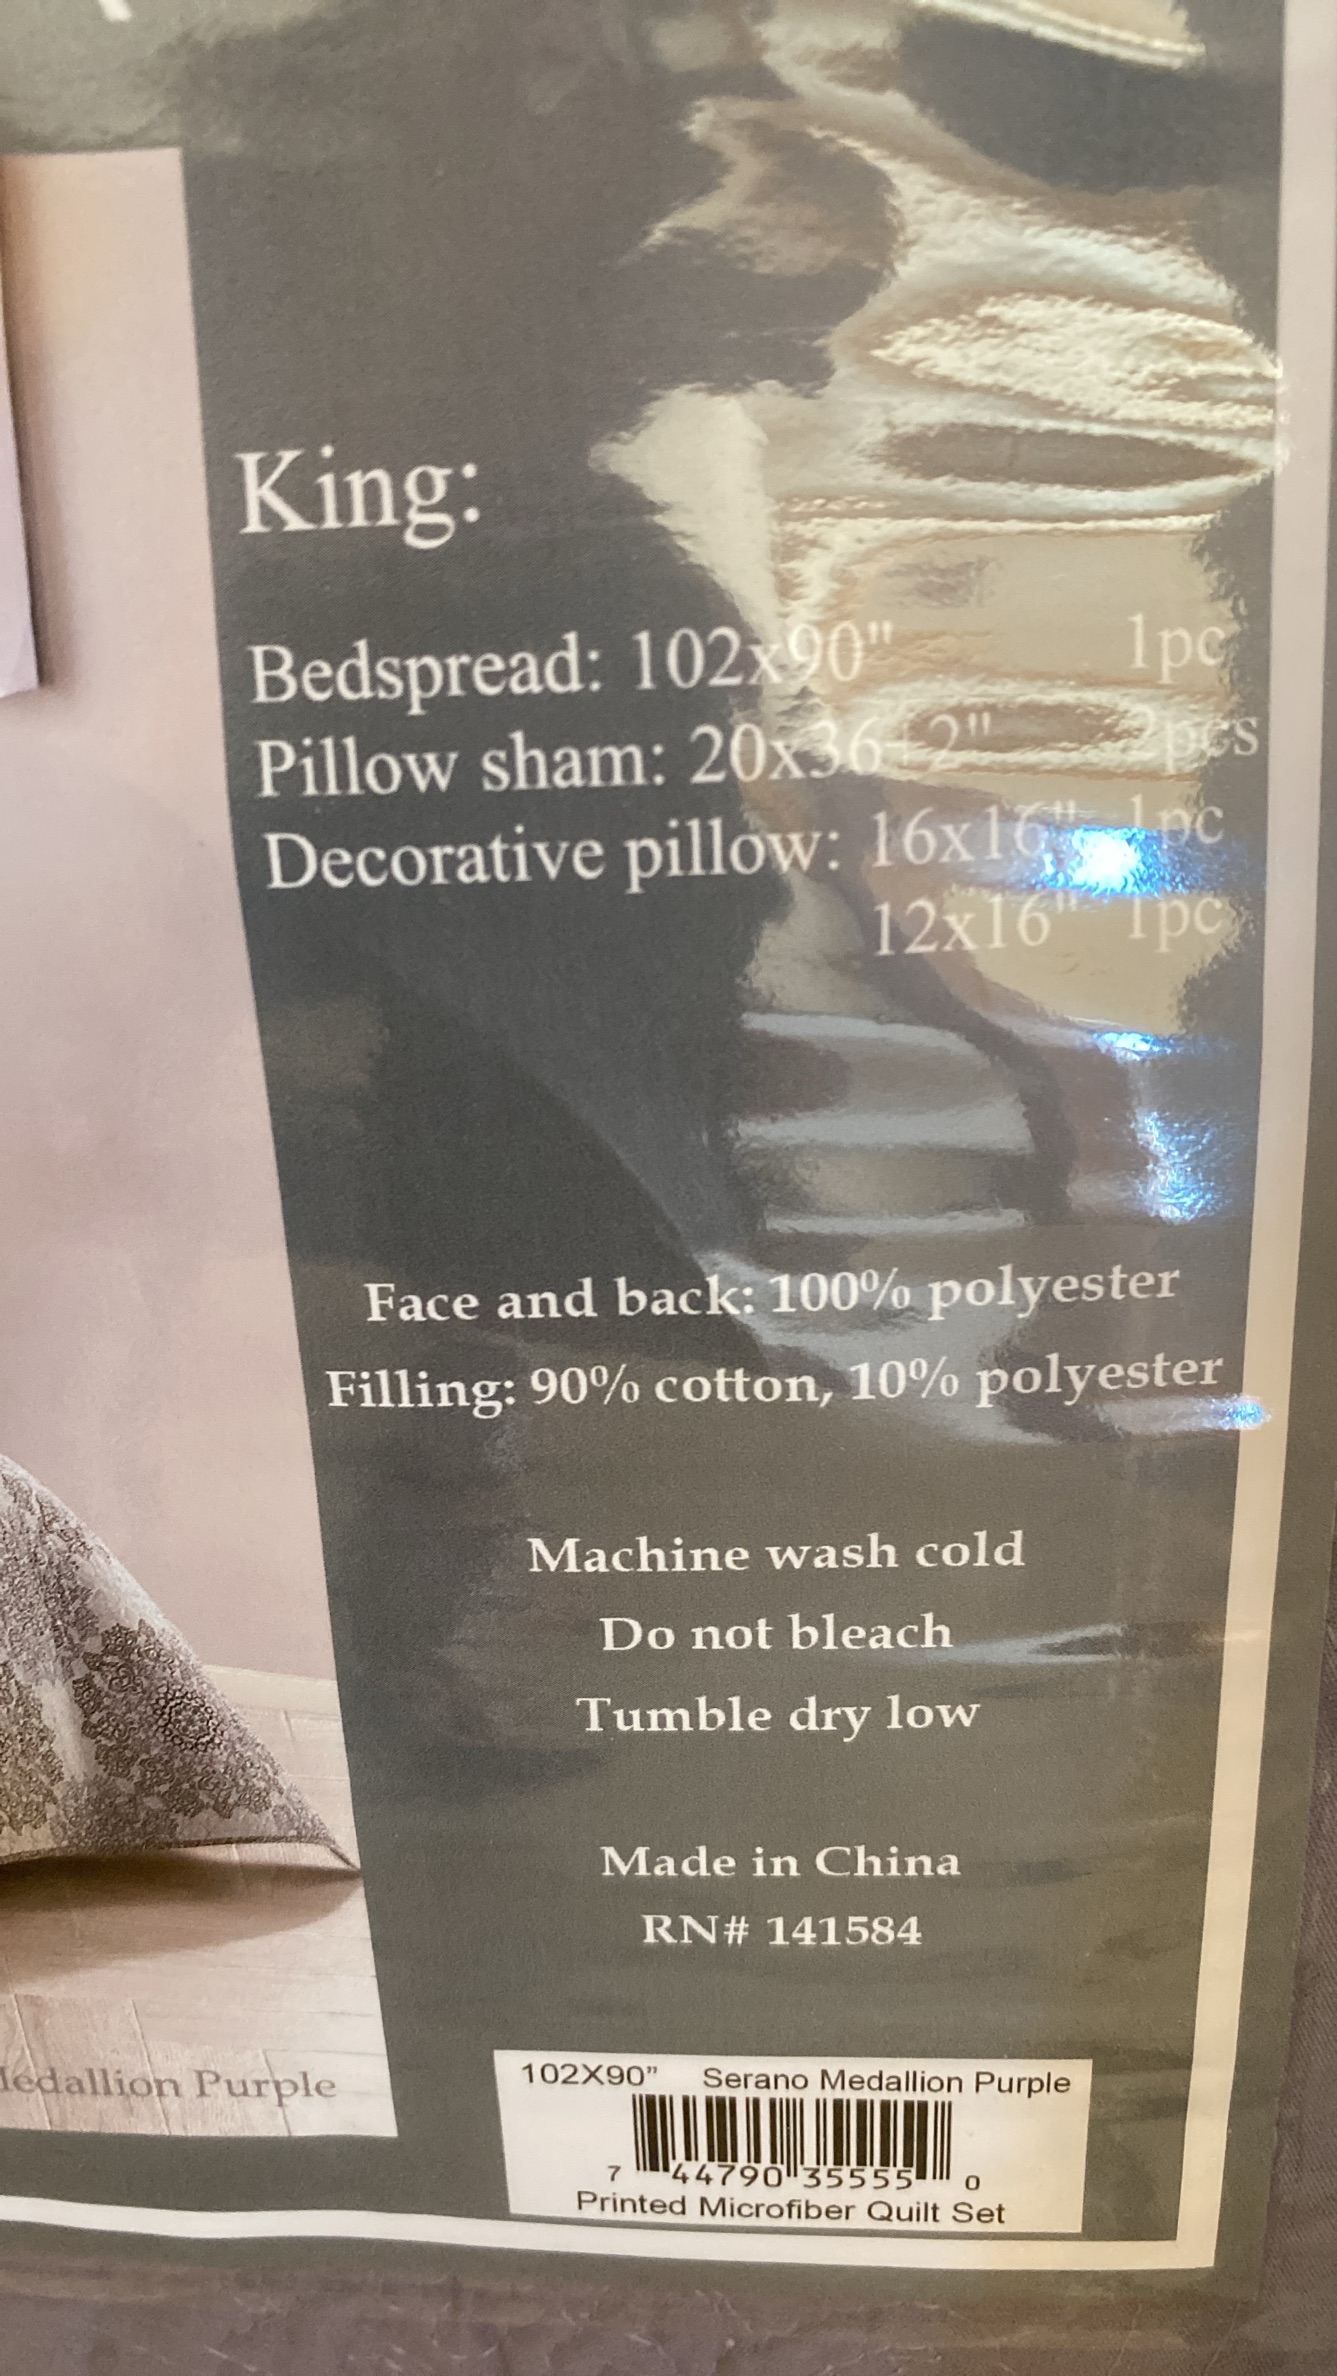 King:
Bedspread: 102x90" 1pc
Pillow sham: 20x36+2" 2pcs
Decorative pillow: 16x16" 1pc
12x16" 1pc
Face and back: 100% polyester
Filling: 90% cotton, 10% polyester
Machine wash cold
Do not bleach
Tumble dry low
Made in China
RN# 141584
Medallion Purple
102X90” Serano Medallion Purple
7 44790 35555 0
Printed Microfiber Quilt Set